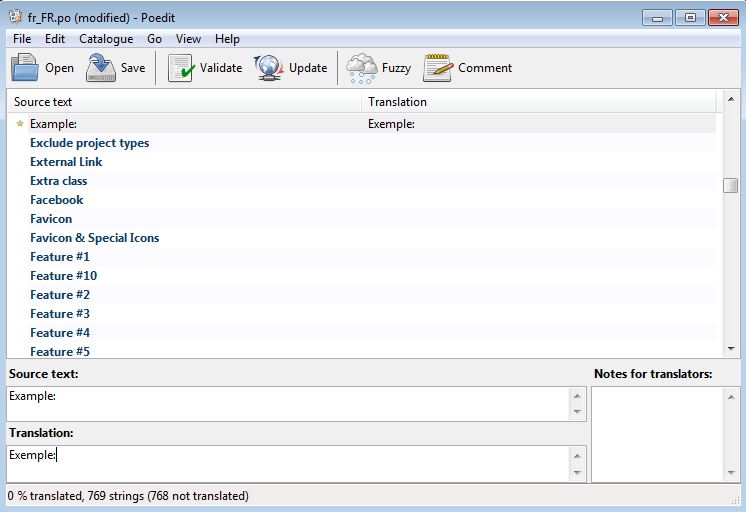 fr_FR.po (modified) - Poedit
File Edit Catalogue Go View Help
Open Save Validate Update Fuzzy Comment
Source text Translation
Example: Exemple:
Exclude project types
External Link
Extra class
Facebook
Favicon
Favicon & Special Icons
Feature #1
Feature #10
Feature #2
Feature #3
Feature #4
Feature #5
Source text: Notes for translators:
Example:
Translation:
Exemple:
0 % translated, 769 strings (768 not translated)